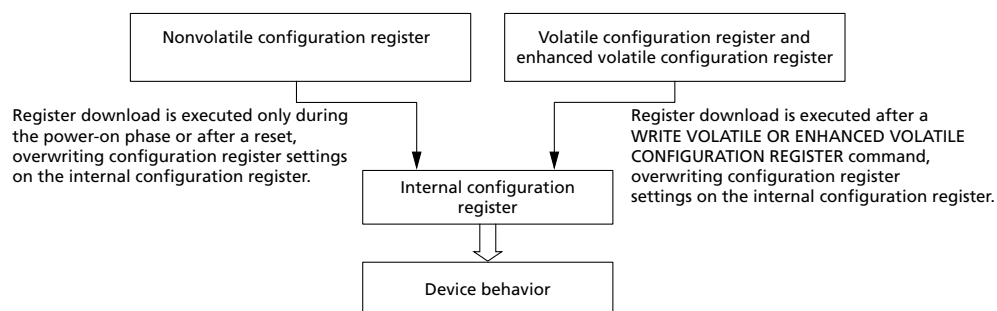 Nonvolatile configuration register
Volatile configuration register and
enhanced volatile configuration register
Register download is executed only during
the power-on phase or after a reset,
overwriting configuration register settings
on the internal configuration register.
Register download is executed after a
WRITE VOLATILE OR ENHANCED VOLATILE
CONFIGURATION REGISTER command,
overwriting configuration register
settings on the internal configuration register.
Internal configuration
register
Device behavior